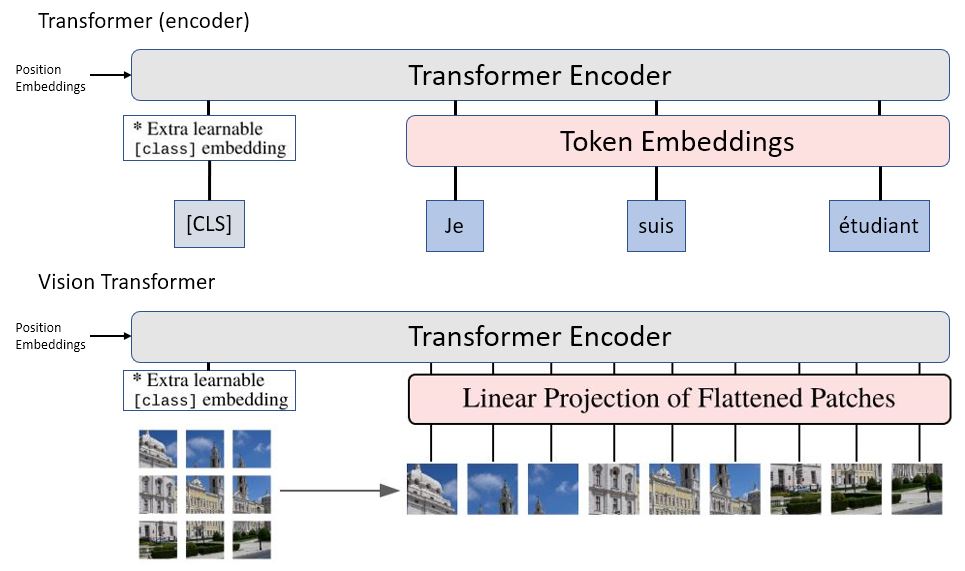 Transformer (encoder)
Position
Embeddings
Transformer Encoder
* Extra learnable
[class] embedding
Token Embeddings
[CLS]
Je
suis
étudiant
Vision Transformer
Position
Embeddings
Transformer Encoder
* Extra learnable
[class] embedding
Linear Projection of Flattened Patches